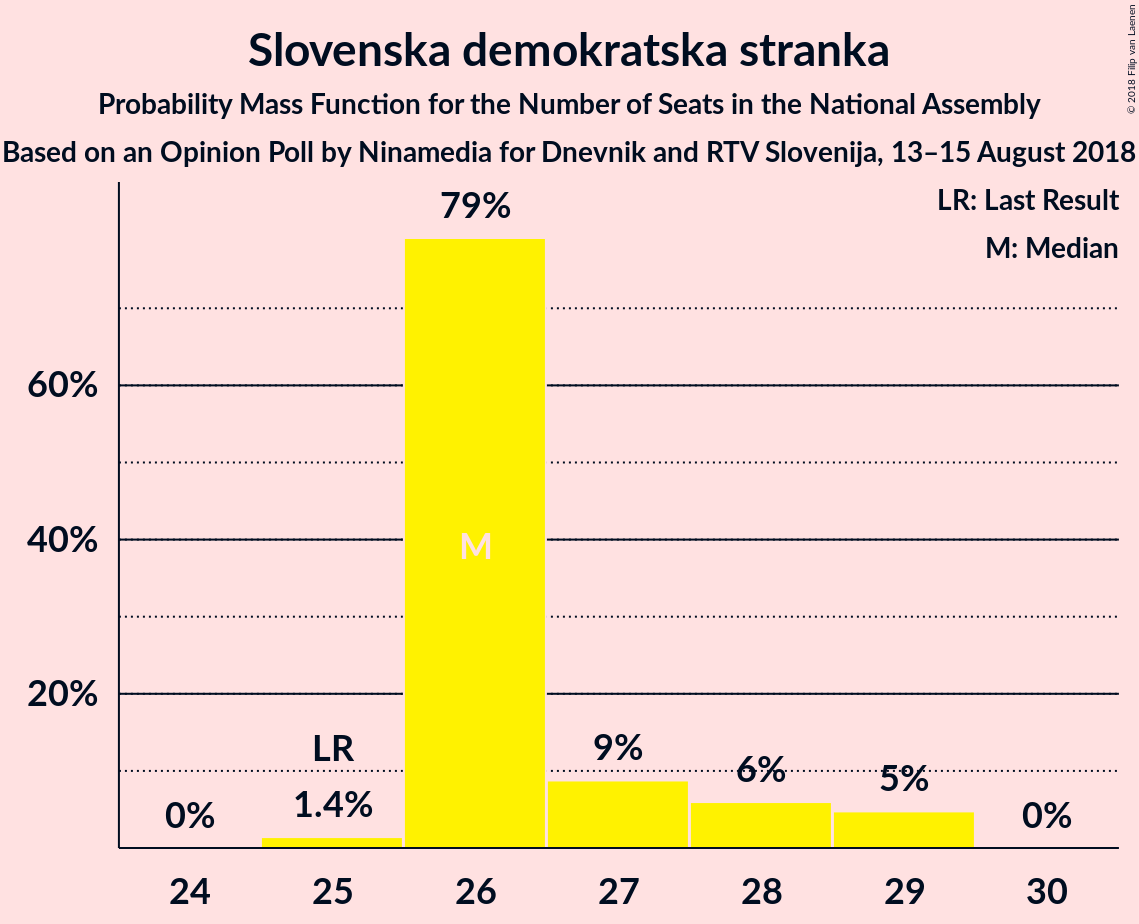 Slovenska demokratska stranka
Probability Mass Function for the Number of Seats in the National Assembly
Based on an Opinion Poll by Ninamedia for Dnevnik and RTV Slovenija, 13–15 August 2018
© 2018 Filip van Laenen
LR: Last Result
M: Median
79%
60%
40%
20%
M
LR
0%
1.4%
9%
6%
5%
0%
24 25 26 27 28 29 30